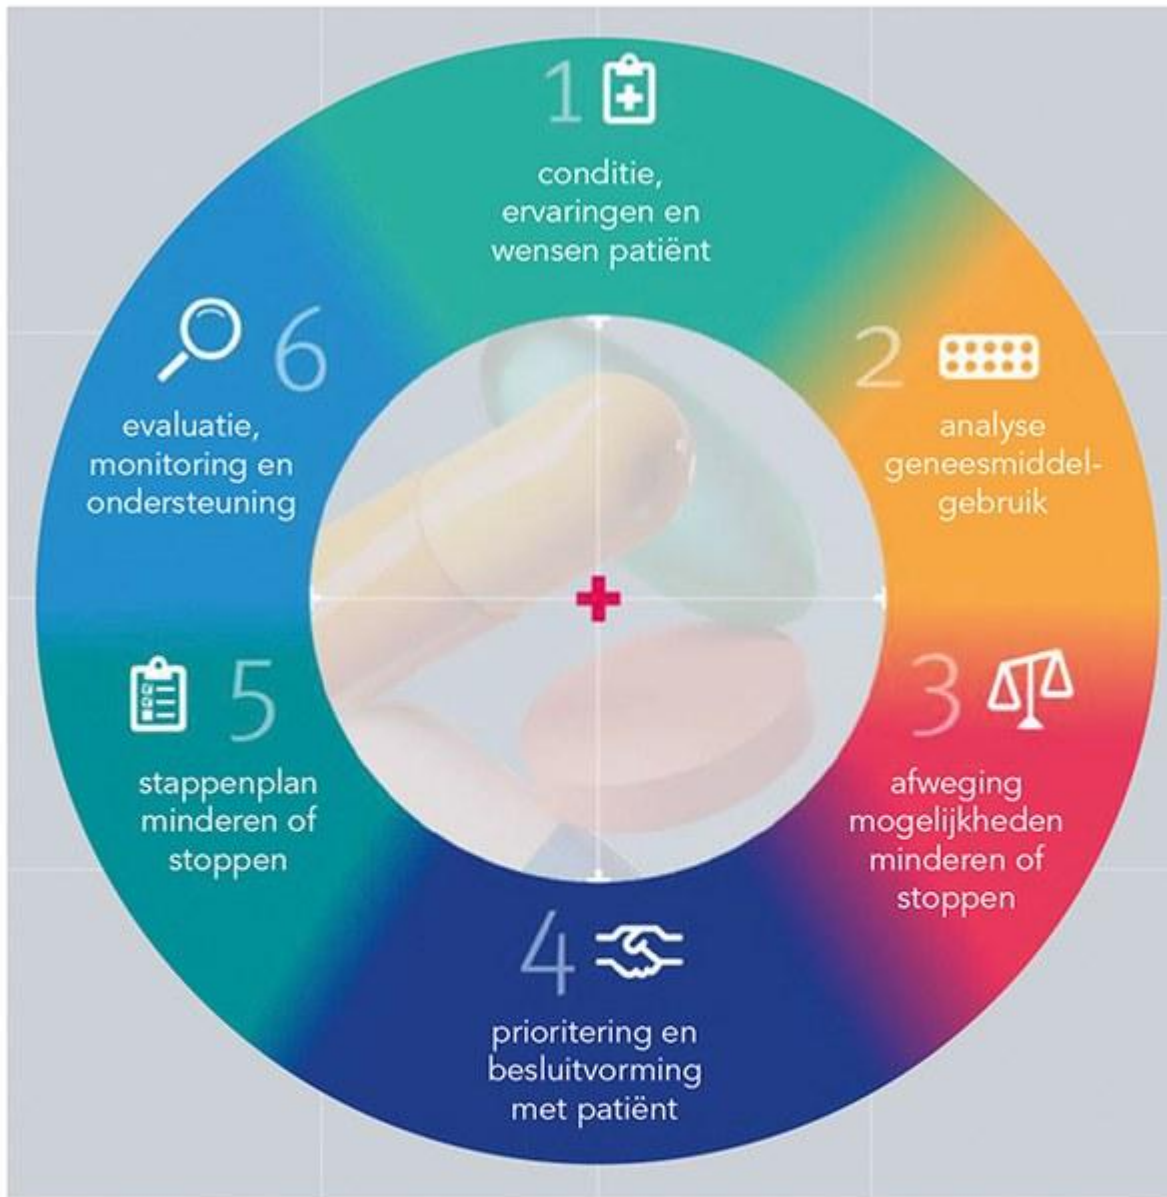 1
conditie,
ervaringen en
wensen patiënt
2
analyse
geneesmiddel-
gebruik
3
afweging
mogelijkheden
minderen of
stoppen
4
prioritering en
besluitvorming
met patiënt
5
stappenplan
minderen of
stoppen
6
evaluatie,
monitoring en
ondersteuning